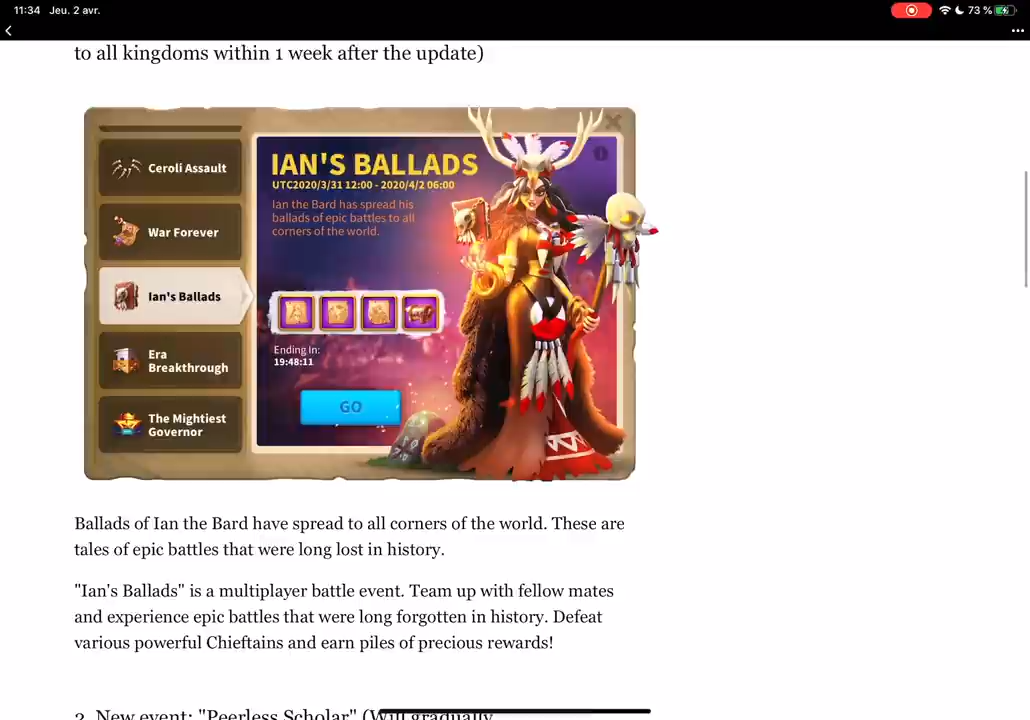 11:34 Jeu. 2 avr.
73 %
to all kingdoms within 1 week after the update)
Ceroli Assault
War Forever
Ian's Ballads
Era
Breakthrough
The Mightiest
Governor
IAN'S BALLADS
UTC2020/3/31 12:00 - 2020/4/2 06:00
Ian the Bard has spread his
ballads of epic battles to all
corners of the world.
Ending In:
19:48:11
GO
Ballads of Ian the Bard have spread to all corners of the world. These are
tales of epic battles that were long lost in history.
"Ian's Ballads" is a multiplayer battle event. Team up with fellow mates
and experience epic battles that were long forgotten in history. Defeat
various powerful Chieftains and earn piles of precious rewards!
2. New event: "Peerless Scholar" (Will gradually